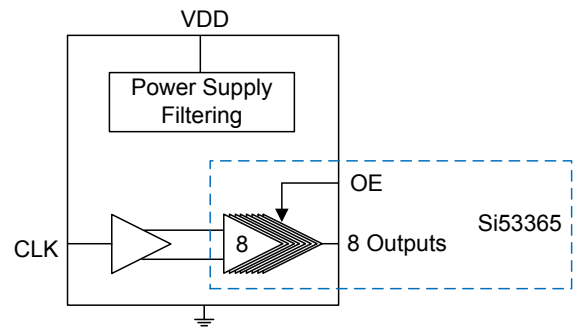 VDD
Power Supply
Filtering
OE
Si53365
CLK
8
8 Outputs